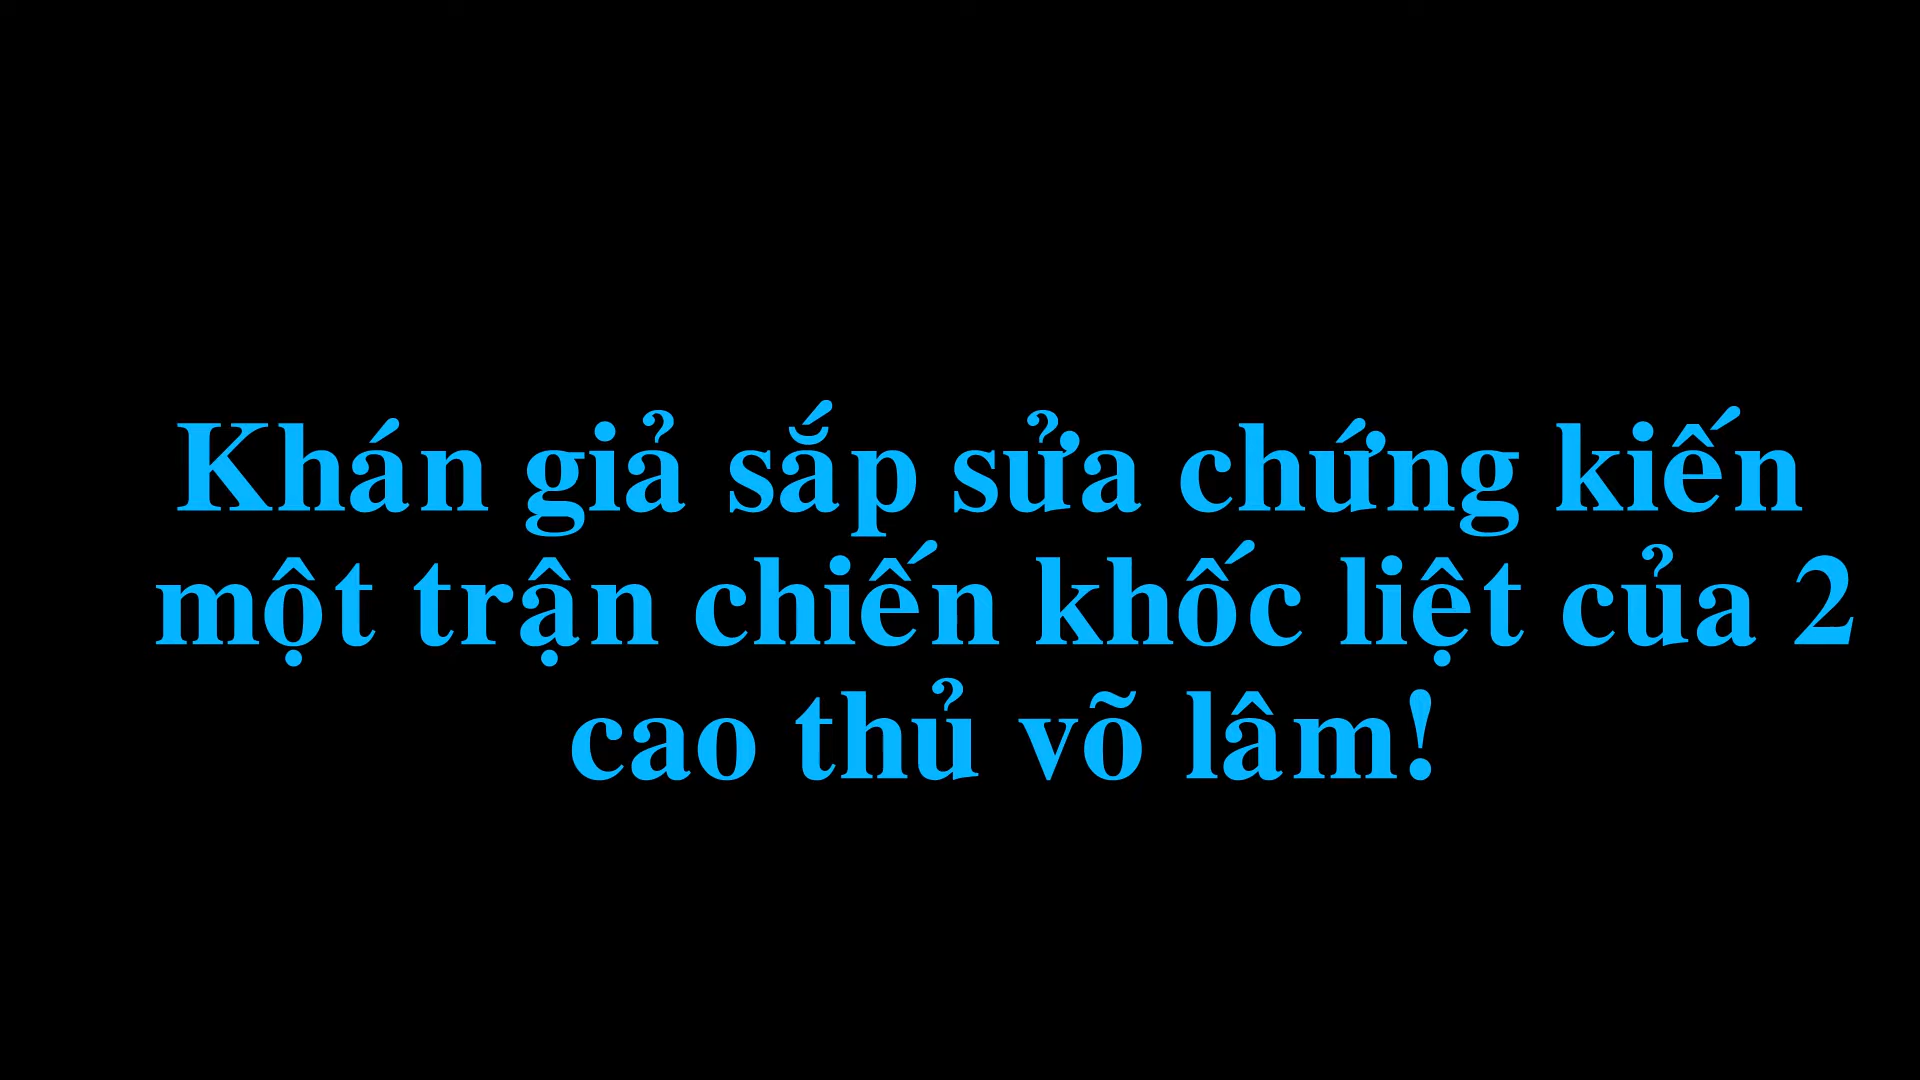 Khán giả sắp sửa chứng kiến
một trận chiến khốc liệt của 2
cao thủ võ lâm!